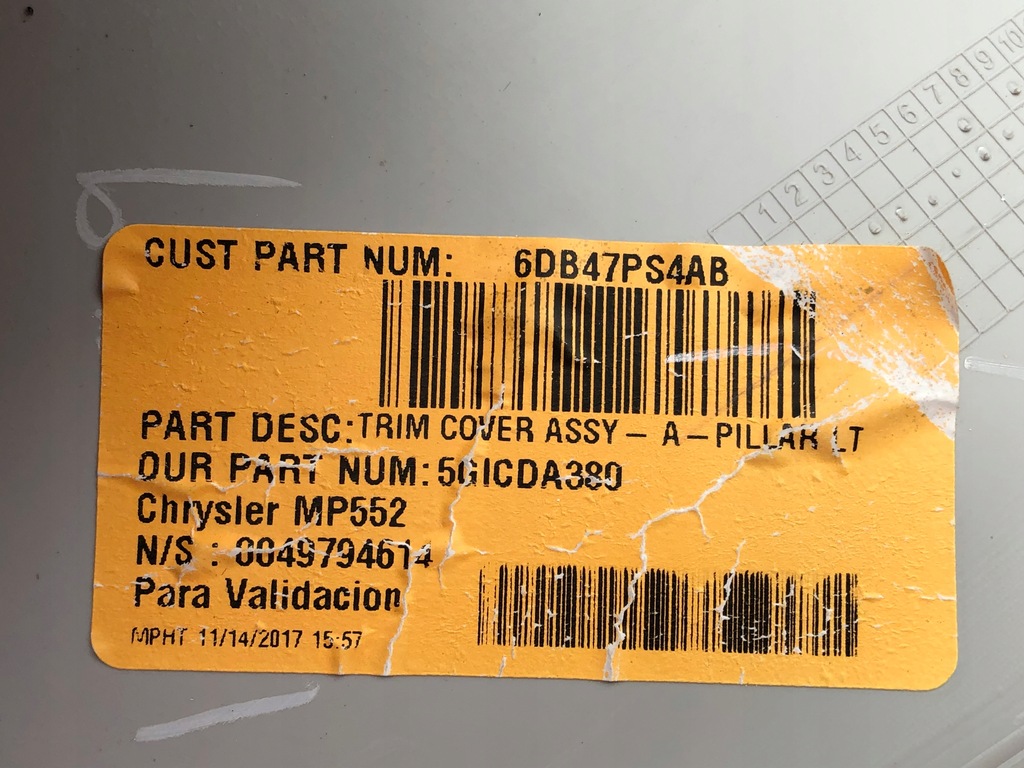 1 2 3 4 5 6 7 8 9 10
CUST PART NUM: 6DB47PS4AB
PART DESC: TRIM COVER ASSY - A-PILLAR LT
OUR PART NUM: 5GICDA380
Chrysler MP552
N/S : 0049794614
Para Validacion
MPHT 11/14/2017 15:57